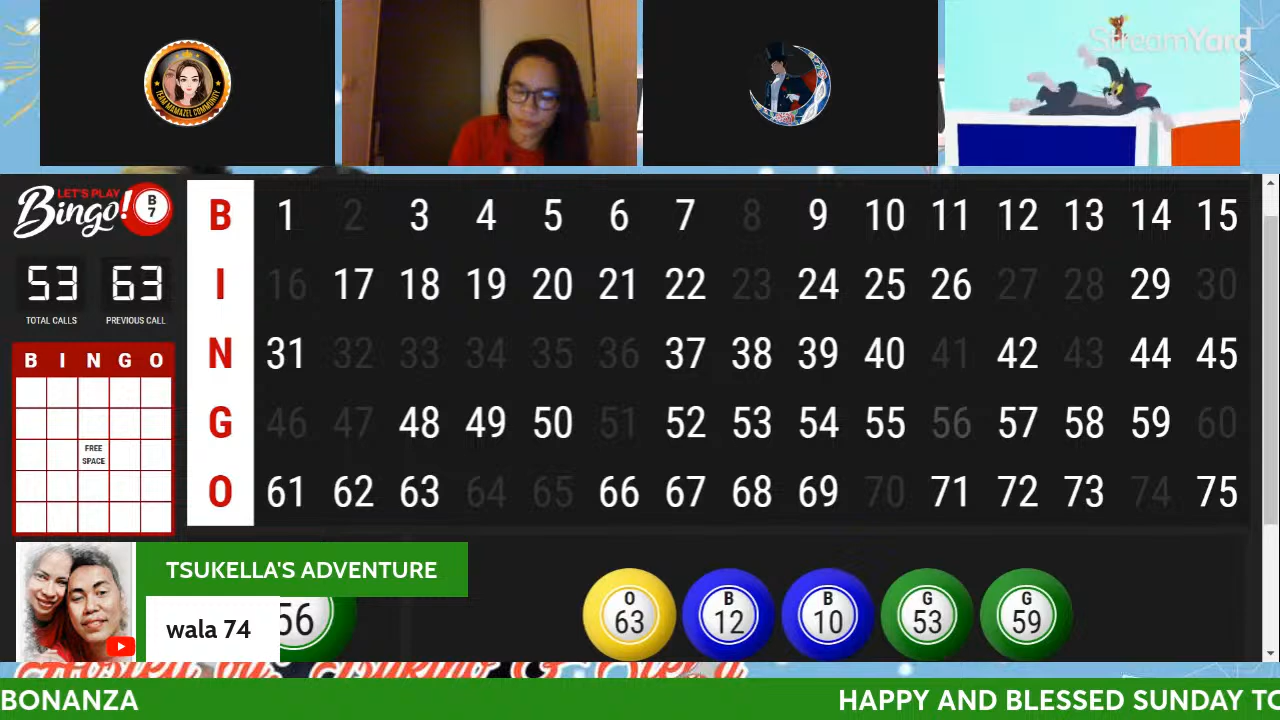 TEAM MAMAZEL COMMUNITY
StreamYard
LET'S PLAY
Bingo!
B
7
53
63
TOTAL CALLS
PREVIOUS CALL
B I N G O
FREE
SPACE
B 1 2 3 4 5 6 7 8 9 10 11 12 13 14 15
I 16 17 18 19 20 21 22 23 24 25 26 27 28 29 30
N 31 32 33 34 35 36 37 38 39 40 41 42 43 44 45
G 46 47 48 49 50 51 52 53 54 55 56 57 58 59 60
O 61 62 63 64 65 66 67 68 69 70 71 72 73 74 75
TSUKELLA'S ADVENTURE
wala 74
56
O
63
B
12
B
10
G
53
G
59
BONANZA
HAPPY AND BLESSED SUNDAY TO